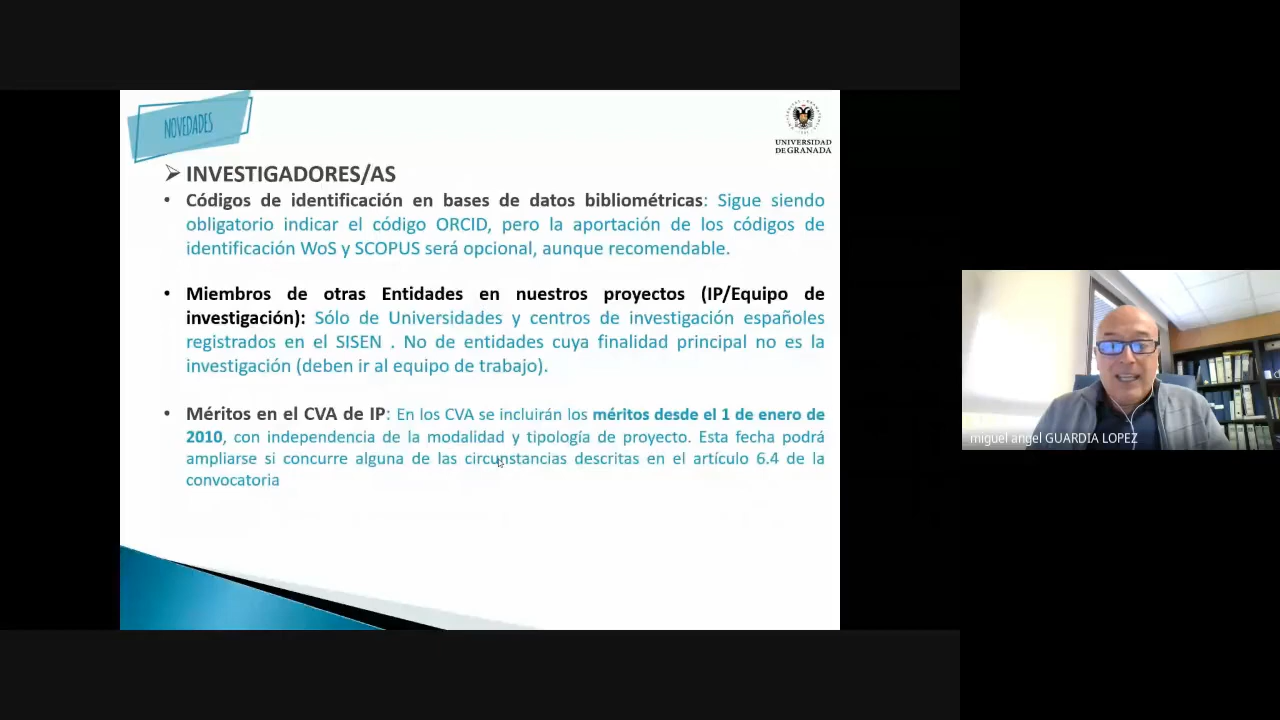 NOVEDADES
UNIVERSIDAD
DE GRANADA
INVESTIGADORES/AS
• Códigos de identificación en bases de datos bibliométricas: Sigue siendo
obligatorio indicar el código ORCID, pero la aportación de los códigos de
identificación WoS y SCOPUS será opcional, aunque recomendable.
• Miembros de otras Entidades en nuestros proyectos (IP/Equipo de
investigación): Sólo de Universidades y centros de investigación españoles
registrados en el SISEN . No de entidades cuya finalidad principal no es la
investigación (deben ir al equipo de trabajo).
• Méritos en el CVA de IP: En los CVA se incluirán los méritos desde el 1 de enero de
2010, con independencia de la modalidad y tipología de proyecto. Esta fecha podrá
ampliarse si concurre alguna de las circunstancias descritas en el artículo 6.4 de la
convocatoria
miguel angel GUARDIA LOPEZ